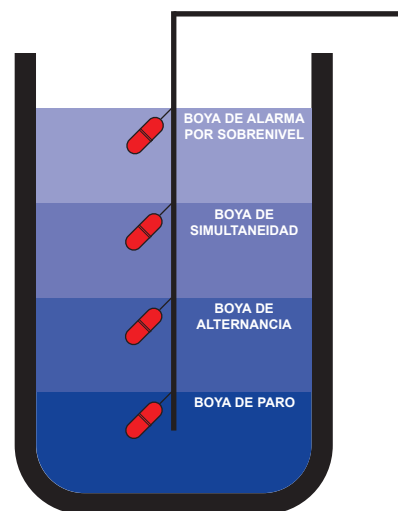 BOYA DE ALARMA
POR SOBRENIVEL
BOYA DE
SIMULTANEIDAD
BOYA DE
ALTERNANCIA
BOYA DE PARO